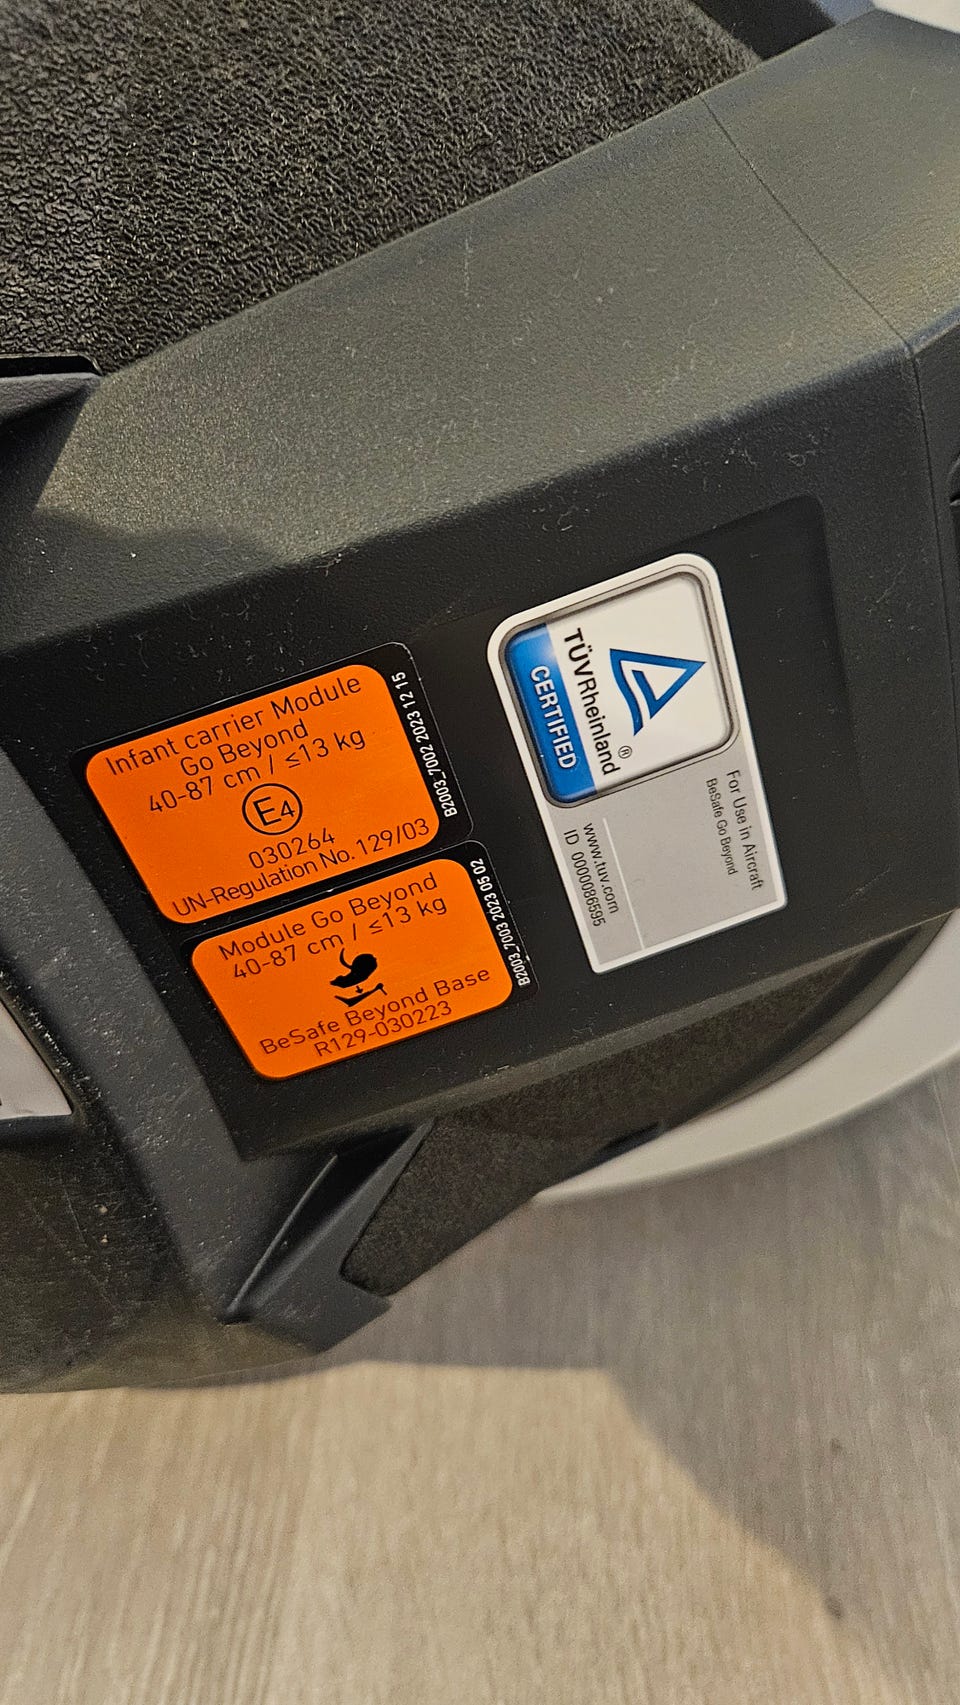 Infant carrier Module
Go Beyond
40-87 cm / ≤13 kg
E4
030264
UN-Regulation No. 129/03
B2003_7002 2023 12 15
Module Go Beyond
40-87 cm / ≤13 kg
BeSafe Beyond Base
R129-030223
B2003_7003 2023 05 02
TÜVRheinland®
CERTIFIED
For Use in Aircraft
BeSafe Go Beyond
www.tuv.com
ID 0000086595